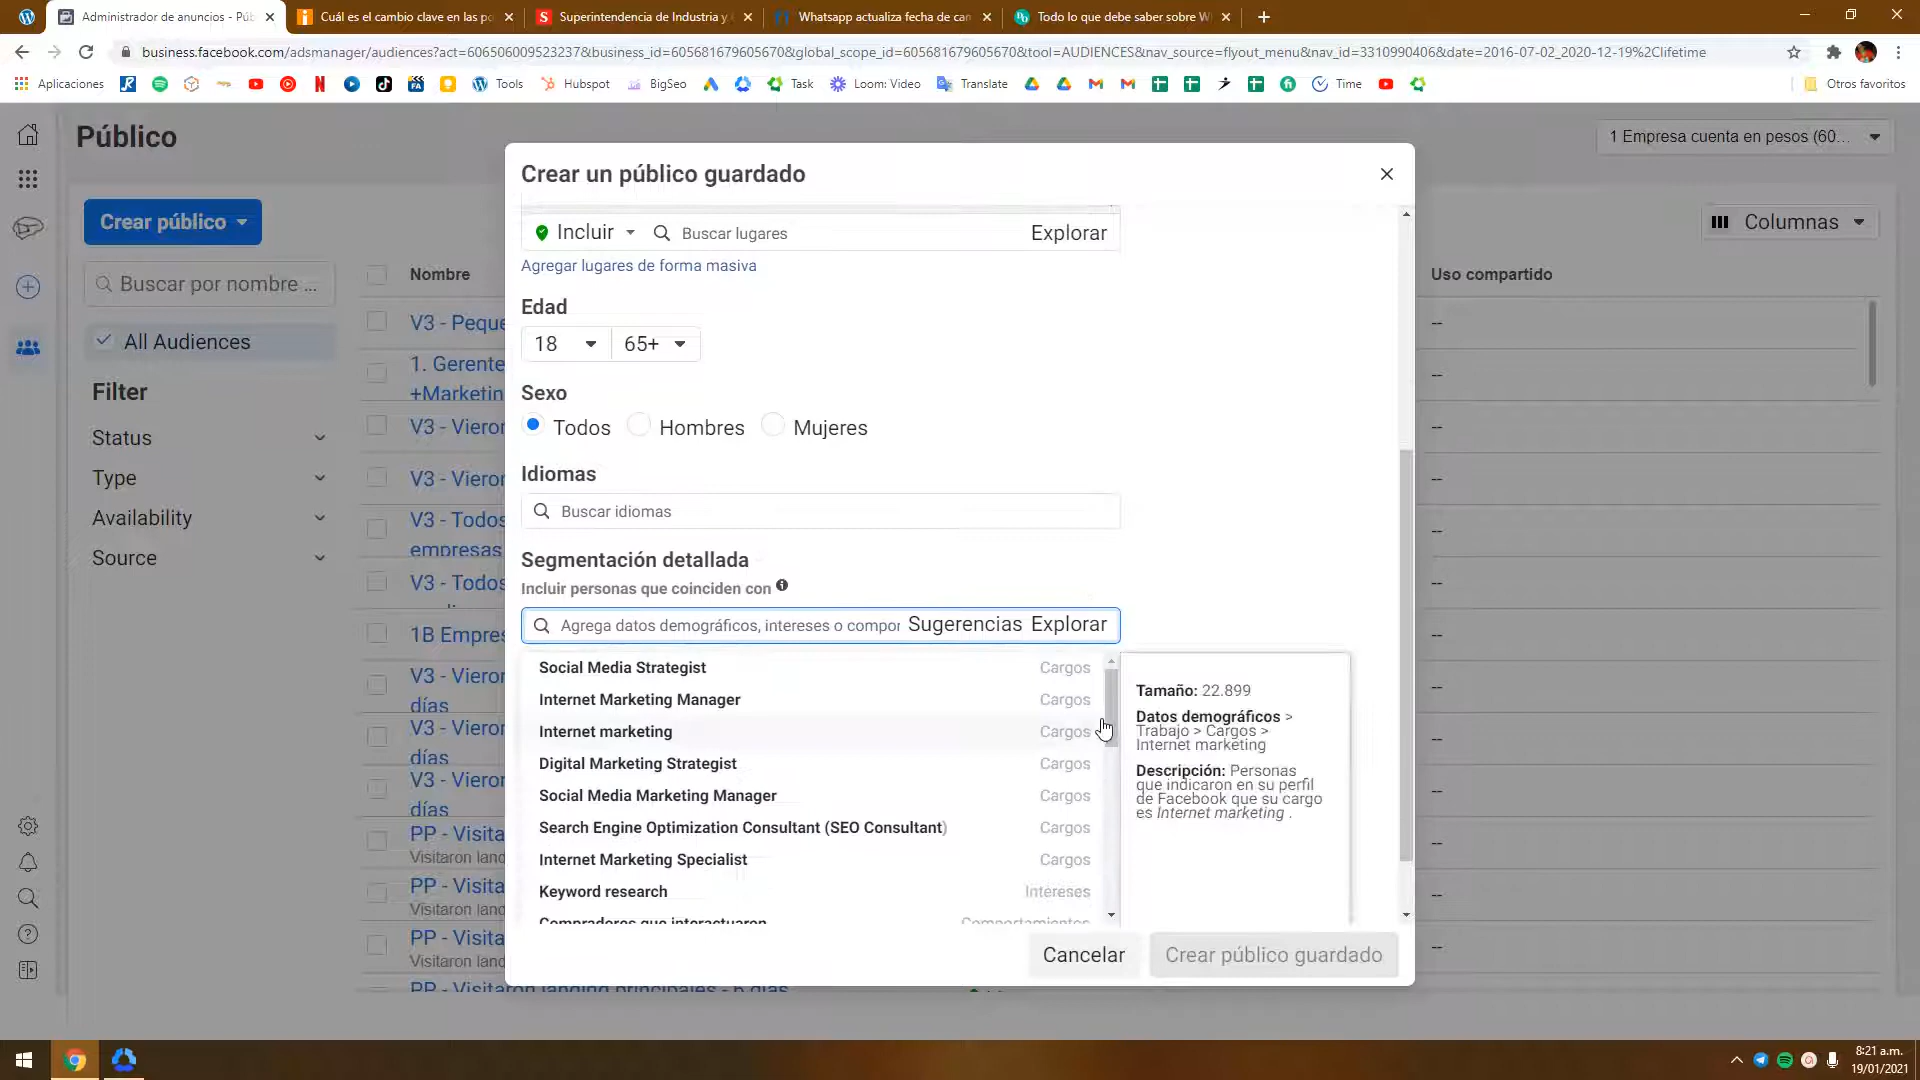 Administrador de anuncios - Púb
Cuál es el cambio clave en las po
Superintendencia de Industria y
Whatsapp actualiza fecha de can
Todo lo que debe saber sobre W
business.facebook.com/adsmanager/audiences?act=606506009523237&business_id=605681679605670&global_scope_id=605681679605670&tool=AUDIENCES&nav_source=flyout_menu&nav_id=3310990406&date=2016-07-02_2020-12-19%2Clifetime
Aplicaciones
Tools
Hubspot
BigSeo
Task
Loom: Video
Translate
Time
Otros favoritos
Público
1 Empresa cuenta en pesos (60...
Crear público
Columnas
Buscar por nombre ...
All Audiences
Filter
Status
Type
Availability
Source
Nombre
Uso compartido
V3 - Peque
--
1. Gerente
+Marketin
--
V3 - Vieron
--
V3 - Vieron
--
V3 - Todos
empresas
--
V3 - Todos
--
1B Empres
--
V3 - Vieron
días
--
V3 - Vieron
días
--
V3 - Vieron
días
--
PP - Visita
Visitaron land
--
PP - Visita
Visitaron land
--
PP - Visita
Visitaron land
--
PP - Visitaron landing principales - 6 días
Crear un público guardado
Incluir
Buscar lugares
Explorar
Agregar lugares de forma masiva
Edad
18
65+
Sexo
Todos
Hombres
Mujeres
Idiomas
Buscar idiomas
Segmentación detallada
Incluir personas que coinciden con
Agrega datos demográficos, intereses o compor
Sugerencias
Explorar
Social Media Strategist Cargos
Internet Marketing Manager Cargos
Internet marketing Cargos
Digital Marketing Strategist Cargos
Social Media Marketing Manager Cargos
Search Engine Optimization Consultant (SEO Consultant) Cargos
Internet Marketing Specialist Cargos
Keyword research Intereses
Compradores que interactuaron Comportamientos
Tamaño: 22.899
Datos demográficos >
Trabajo > Cargos >
Internet marketing
Descripción: Personas
que indicaron en su perfil
de Facebook que su cargo
es Internet marketing .
Cancelar
Crear público guardado
8:21 a.m.
19/01/2021